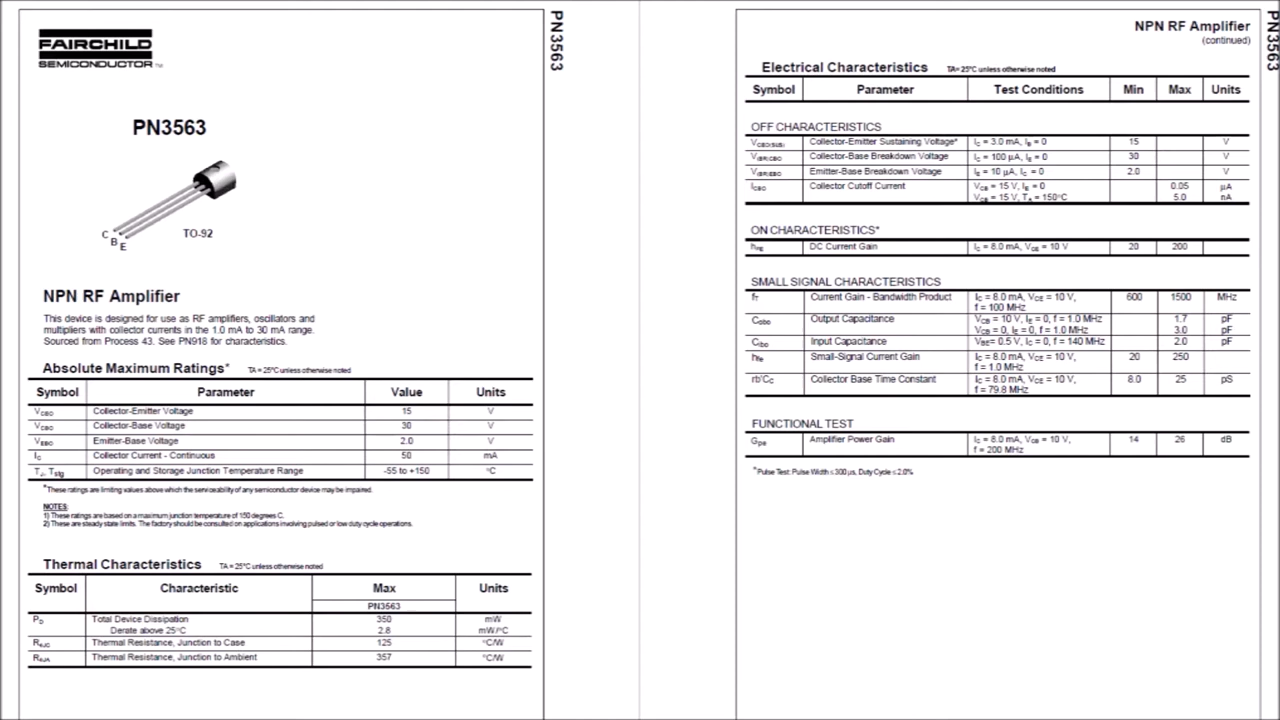 FAIRCHILD
SEMICONDUCTOR TM
PN3563
C
B
E
TO-92
NPN RF Amplifier
This device is designed for use as RF amplifiers, oscillators and
multipliers with collector currents in the 1.0 mA to 30 mA range.
Sourced from Process 43. See PN918 for characteristics.
Absolute Maximum Ratings* TA = 25°C unless otherwise noted
Symbol Parameter Value Units
VCEO Collector-Emitter Voltage 15 V
VCBO Collector-Base Voltage 30 V
VEBO Emitter-Base Voltage 2.0 V
IC Collector Current - Continuous 50 mA
TJ, Tstg Operating and Storage Junction Temperature Range -55 to +150 °C
*These ratings are limiting values above which the serviceability of any semiconductor device may be impaired.
NOTES:
1) These ratings are based on a maximum junction temperature of 150 degrees C.
2) These are steady state limits. The factory should be consulted on applications involving pulsed or low duty cycle operations.
Thermal Characteristics TA = 25°C unless otherwise noted
Symbol Characteristic Max Units
PN3563
PD Total Device Dissipation 350 mW
Derate above 25°C 2.8 mW/°C
RθJC Thermal Resistance, Junction to Case 125 °C/W
RθJA Thermal Resistance, Junction to Ambient 357 °C/W
PN3563
NPN RF Amplifier
(continued)
Electrical Characteristics TA = 25°C unless otherwise noted
Symbol Parameter Test Conditions Min Max Units
OFF CHARACTERISTICS
VCEO(sus) Collector-Emitter Sustaining Voltage* IC = 3.0 mA, IB = 0 15 V
V(BR)CBO Collector-Base Breakdown Voltage IC = 100 µA, IE = 0 30 V
V(BR)EBO Emitter-Base Breakdown Voltage IE = 10 µA, IC = 0 2.0 V
ICBO Collector Cutoff Current VCB = 15 V, IE = 0 0.05 µA
VCB = 15 V, TA = 150°C 5.0 nA
ON CHARACTERISTICS*
hFE DC Current Gain IC = 8.0 mA, VCE = 10 V 20 200
SMALL SIGNAL CHARACTERISTICS
fT Current Gain - Bandwidth Product IC = 8.0 mA, VCE = 10 V, 600 1500 MHz
f = 100 MHz
Cobo Output Capacitance VCB = 10 V, IE = 0, f = 1.0 MHz 1.7 pF
VCB = 0, IE = 0, f = 1.0 MHz 3.0 pF
Cibo Input Capacitance VBE = 0.5 V, IC = 0, f = 140 MHz 2.0 pF
hfe Small-Signal Current Gain IC = 8.0 mA, VCE = 10 V, 20 250
f = 1.0 MHz
rb'CC Collector Base Time Constant IC = 8.0 mA, VCE = 10 V, 8.0 25 pS
f = 79.8 MHz
FUNCTIONAL TEST
Gpe Amplifier Power Gain IC = 8.0 mA, VCB = 10 V, 14 26 dB
f = 200 MHz
*Pulse Test: Pulse Width ≤ 300 µs, Duty Cycle ≤ 2.0%
PN3563